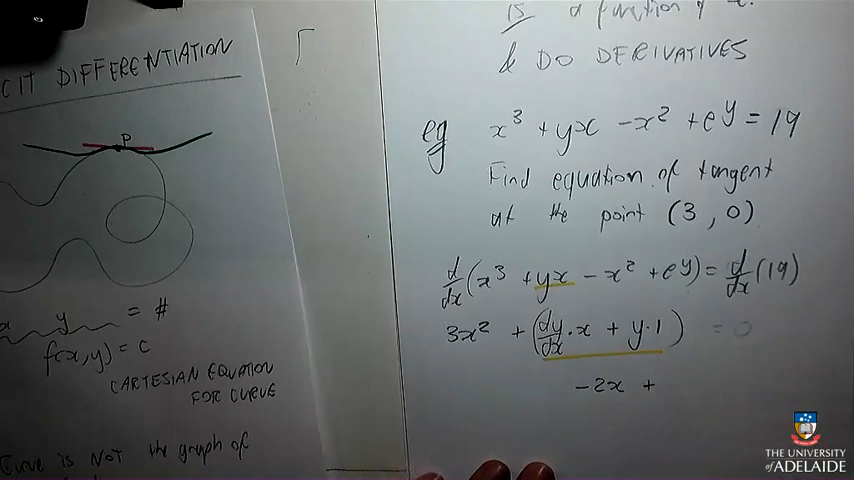 CIT DIFFERENTIATION
P
x y = #
f(x,y) = c
CARTESIAN EQUATION
FOR CURVE
Curve is NOT the graph of
is a function of x.
& DO DERIVATIVES
eg x³ + yx - x² + e^y = 19
Find equation of tangent
at the point (3, 0)
d/dx (x³ + yx - x² + e^y) = d/dx (19)
3x² + (dy/dx · x + y·1) = 0
-2x +
THE UNIVERSITY
of ADELAIDE